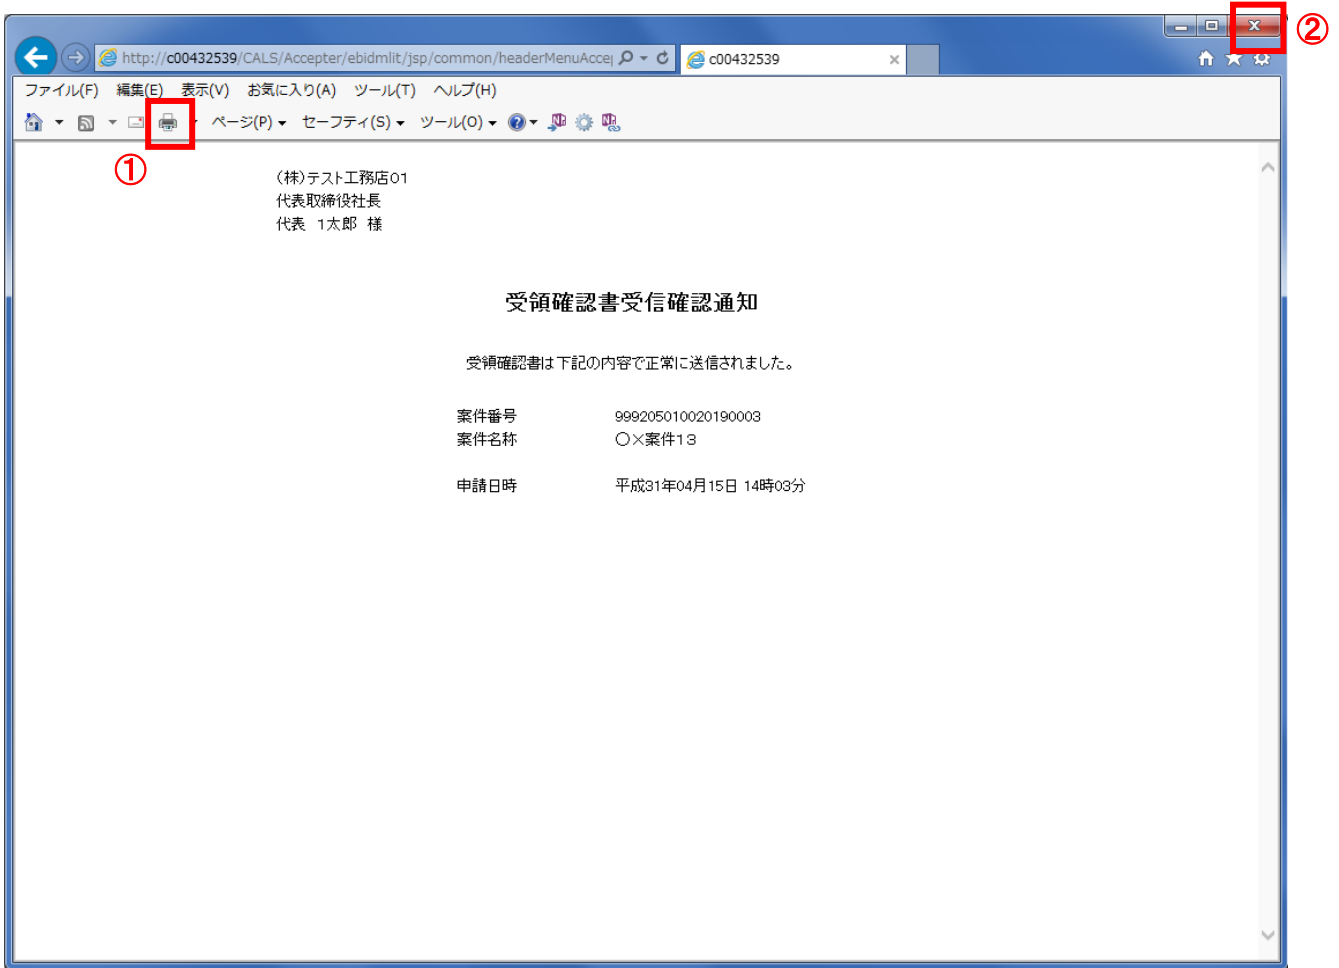 ②
http://c00432539/CALS/Accepter/ebidmlit/jsp/common/headerMenuAccep
c00432539
ファイル(F) 編集(E) 表示(V) お気に入り(A) ツール(T) ヘルプ(H)
ページ(P) セーフティ(S) ツール(O)
①
(株)テスト工務店01
代表取締役社長
代表 1太郎 様
受領確認書受信確認通知
受領確認書は下記の内容で正常に送信されました。
案件番号 999205010020190003
案件名称 〇×案件13
申請日時 平成31年04月15日 14時03分